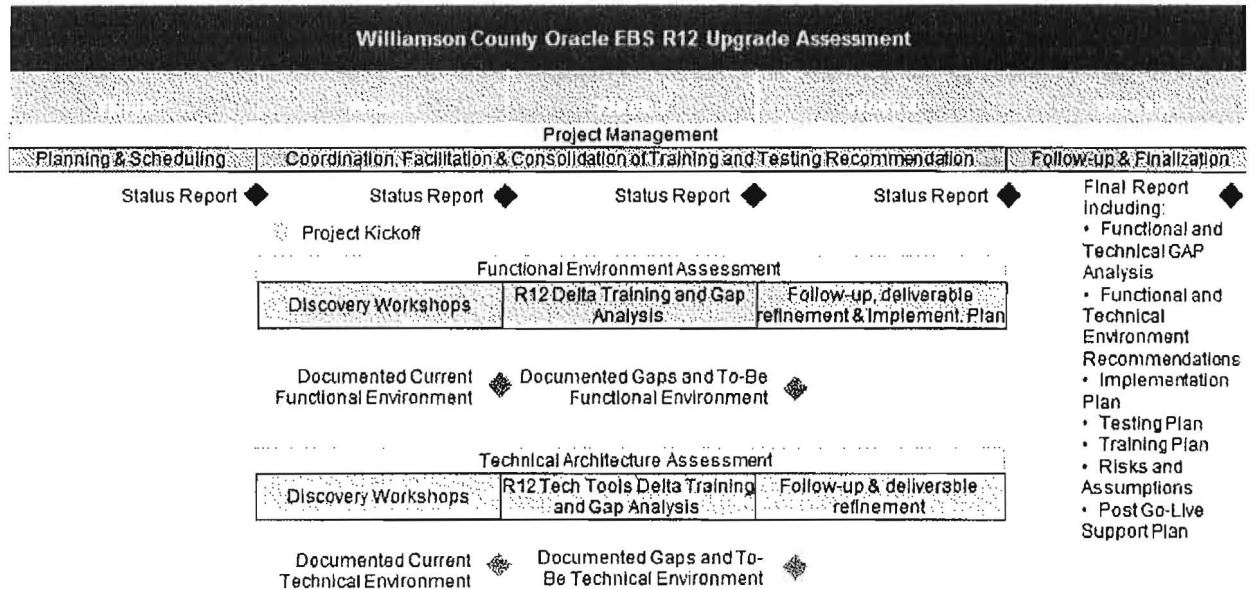 Williamson County Oracle EBS R12 Upgrade Assessment
Project Management
Planning & Scheduling
Coordination, Facilitation & Consolidation of Training and Testing Recommendation
Follow-up & Finalization
Status Report
Status Report
Status Report
Status Report
Final Report
including:
• Functional and
Technical GAP
Analysis
• Functional and
Technical
Environment
Recommendations
• Implementation
Plan
• Testing Plan
• Training Plan
• Risks and
Assumptions
• Post Go-Live
Support Plan
Project Kickoff
Functional Environment Assessment
Discovery Workshops
R12 Delta Training and Gap
Analysis
Follow-up, deliverable
refinement & Implement. Plan
Documented Current
Functional Environment
Documented Gaps and To-Be
Functional Environment
Technical Architecture Assessment
Discovery Workshops
R12 Tech Tools Delta Training
and Gap Analysis
Follow-up & deliverable
refinement
Documented Current
Technical Environment
Documented Gaps and To-
Be Technical Environment